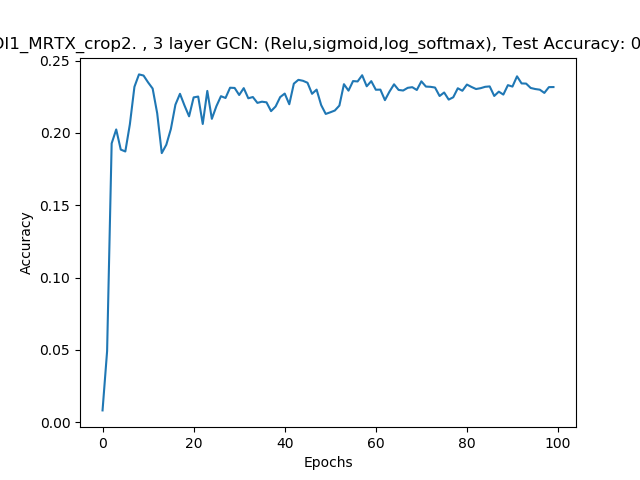 DI1_MRTX_crop2. , 3 layer GCN: (Relu,sigmoid,log_softmax), Test Accuracy: 0
0.25
0.20
0.15
0.10
0.05
0.00
Accuracy
0 20 40 60 80 100
Epochs